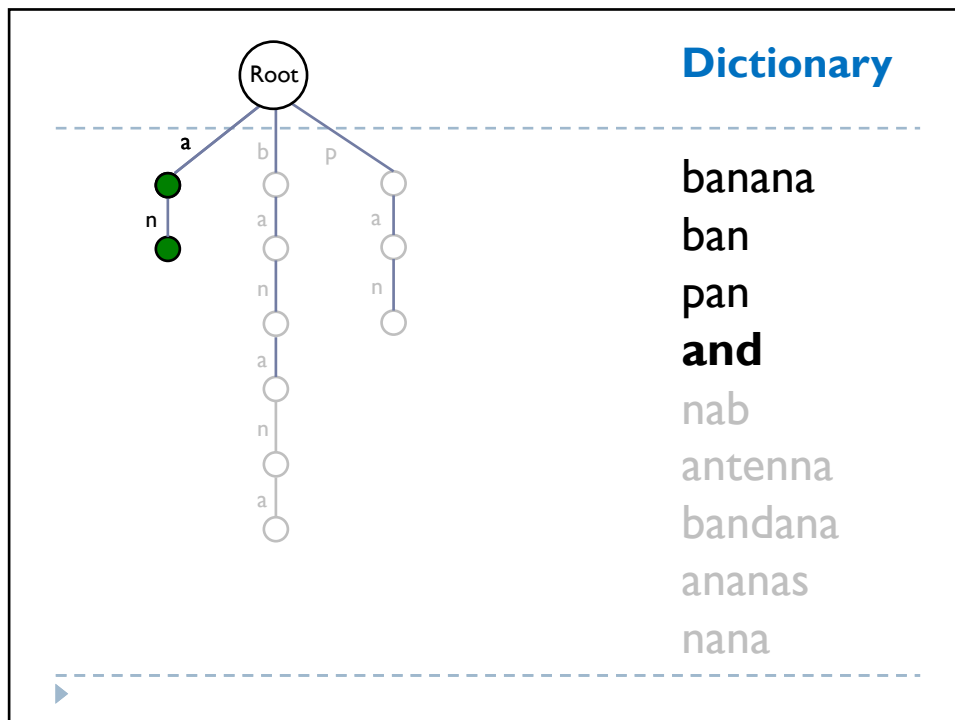 Root
Dictionary
a b p
n a a
n n
a
n
a
banana
ban
pan
and
nab
antenna
bandana
ananas
nana